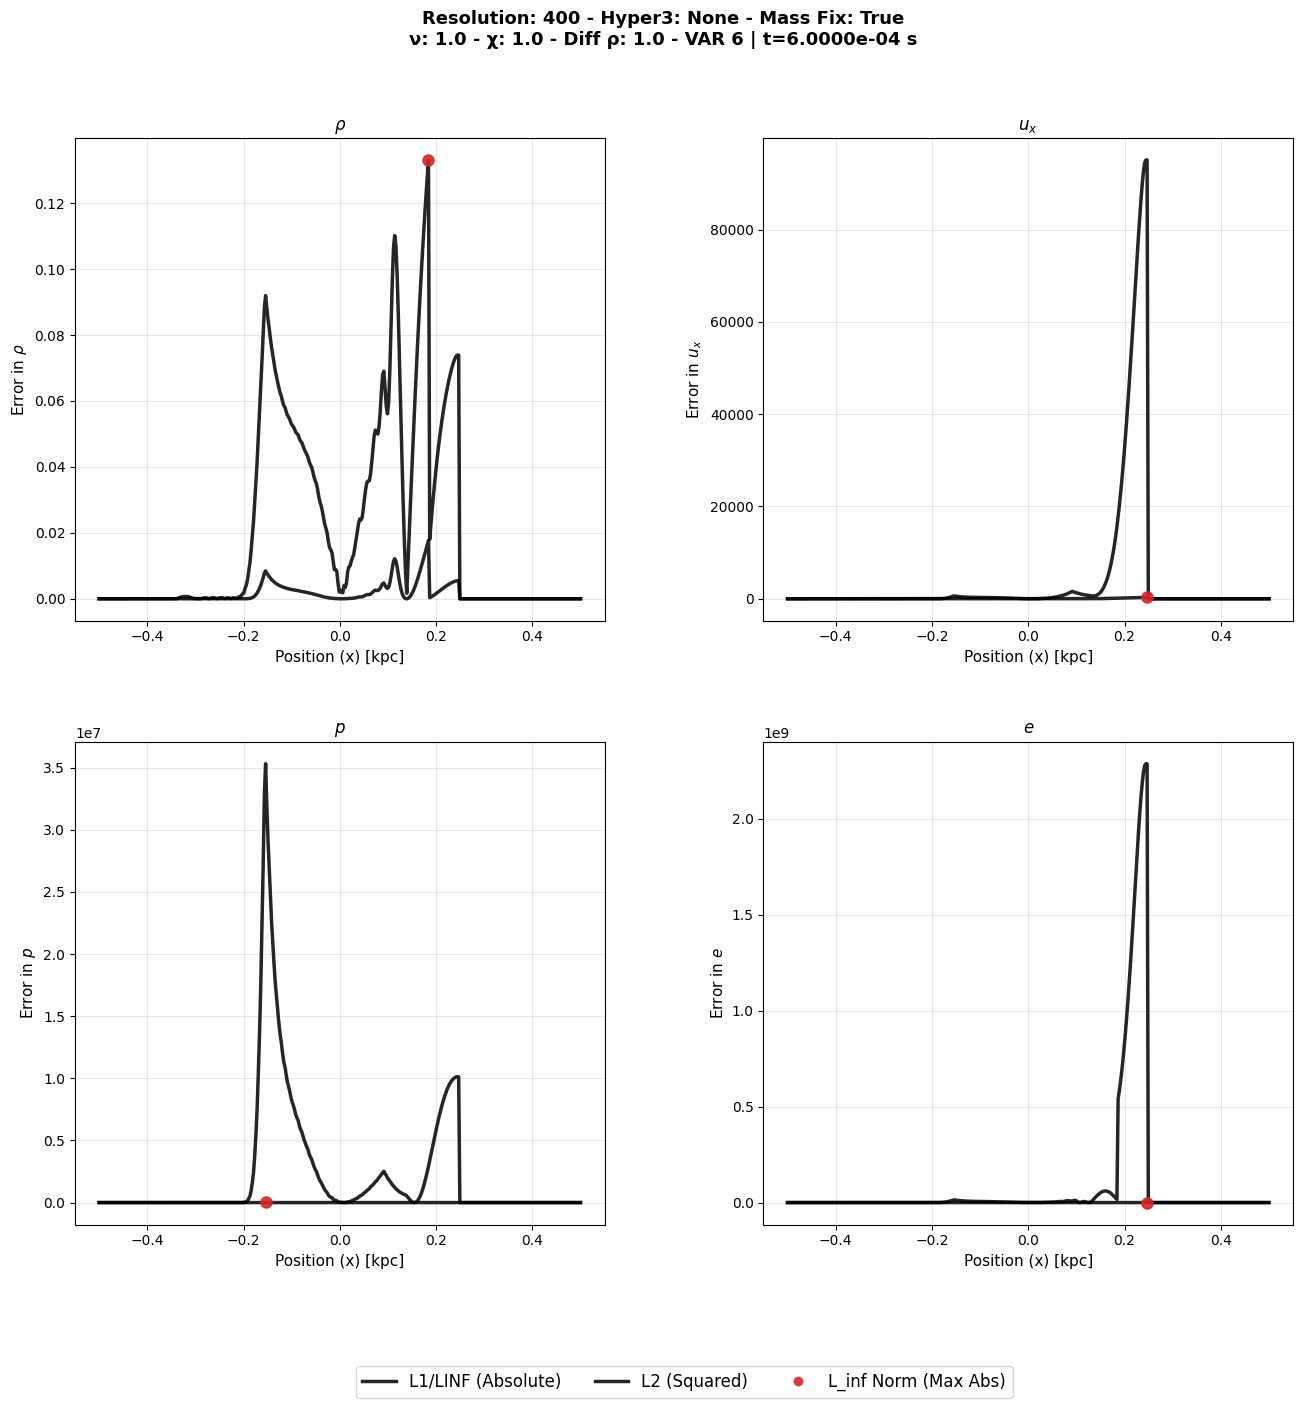 Resolution: 400 - Hyper3: None - Mass Fix: True
ν: 1.0 - χ: 1.0 - Diff ρ: 1.0 - VAR 6 | t=6.0000e-04 s
ρ
Error in ρ
0.12
0.10
0.08
0.06
0.04
0.02
0.00
−0.4 −0.2 0.0 0.2 0.4
Position (x) [kpc]
u_x
Error in u_x
80000
60000
40000
20000
0
−0.4 −0.2 0.0 0.2 0.4
Position (x) [kpc]
p
1e7
Error in p
3.5
3.0
2.5
2.0
1.5
1.0
0.5
0.0
−0.4 −0.2 0.0 0.2 0.4
Position (x) [kpc]
e
1e9
Error in e
2.0
1.5
1.0
0.5
0.0
−0.4 −0.2 0.0 0.2 0.4
Position (x) [kpc]
L1/LINF (Absolute) L2 (Squared) L_inf Norm (Max Abs)